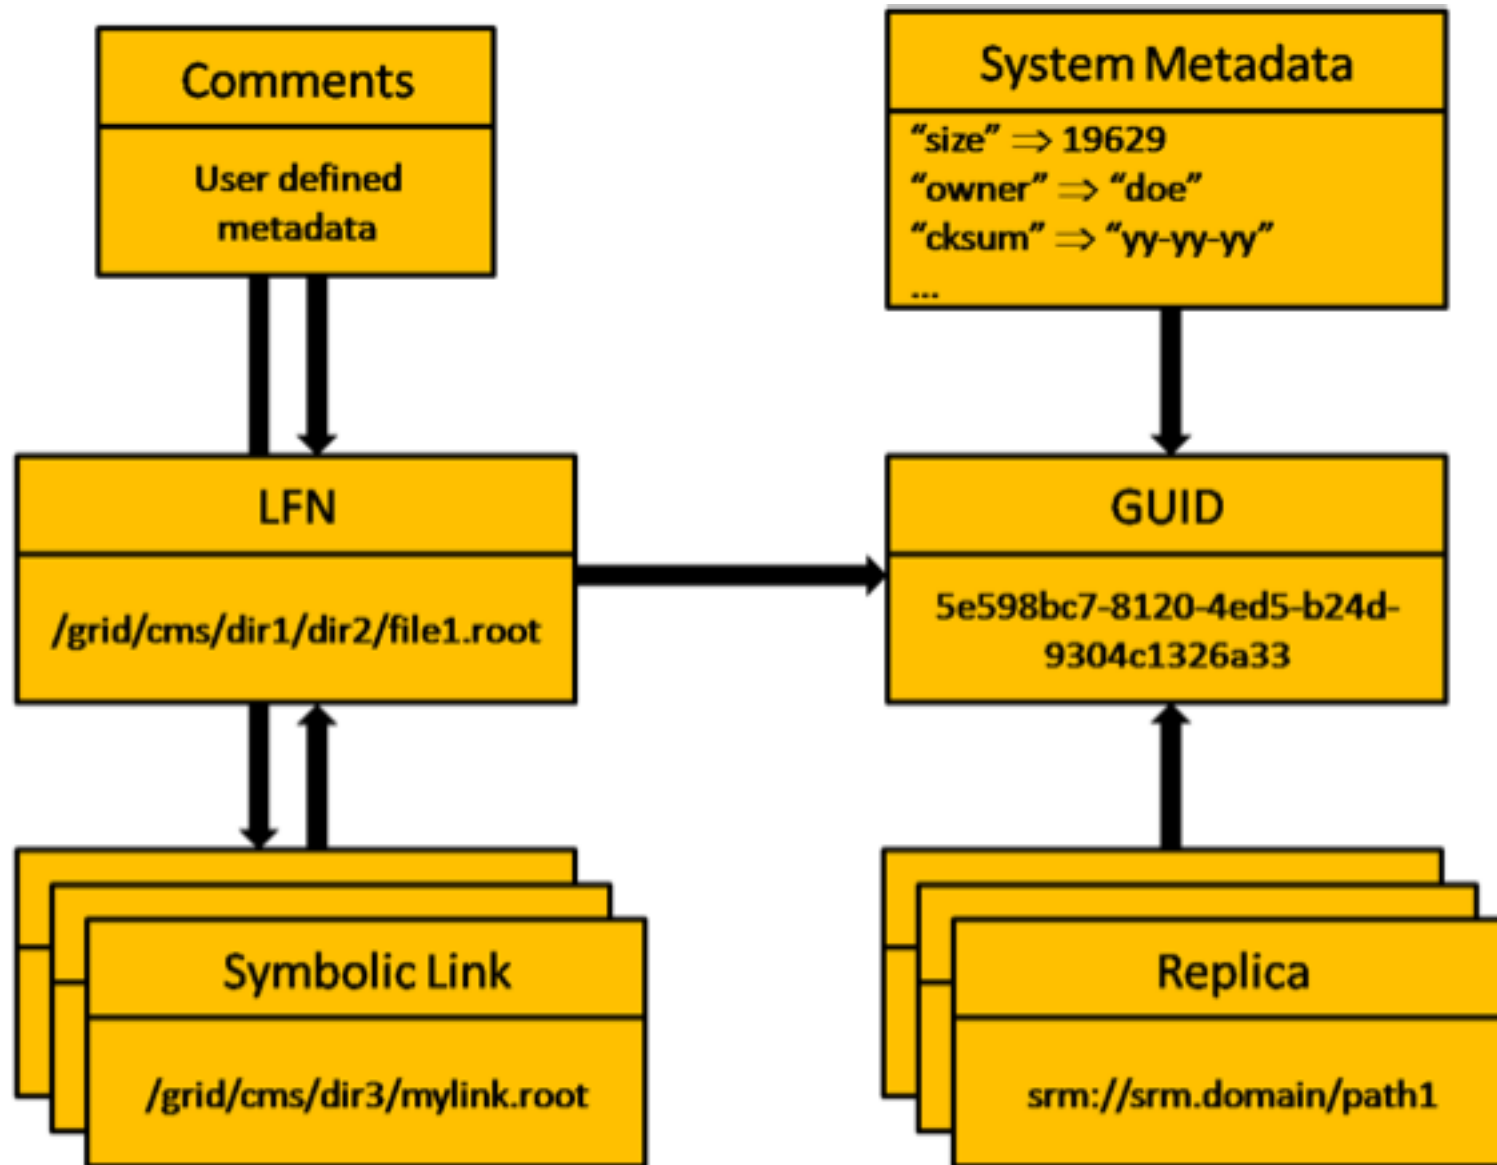 Comments
User defined
metadata
System Metadata
“size” ⇒ 19629
“owner” ⇒ “doe”
“cksum” ⇒ “yy-yy-yy”
...
LFN
/grid/cms/dir1/dir2/file1.root
GUID
5e598bc7-8120-4ed5-b24d-
9304c1326a33
Symbolic Link
/grid/cms/dir3/mylink.root
Replica
srm://srm.domain/path1